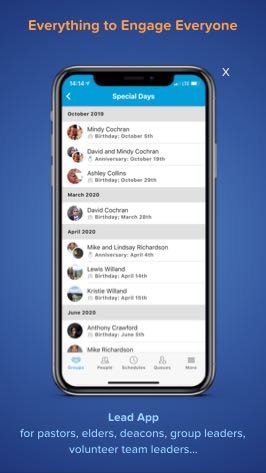 Everything to Engage Everyone
X
14:14
LTE
Special Days
October 2019
Mindy Cochran
Birthday: October 5th
David and Mindy Cochran
Anniversary: October 19th
Ashley Collins
Birthday: October 29th
March 2020
David Cochran
Birthday: March 28th
April 2020
Mike and Lindsay Richardson
Anniversary: April 4th
Lewis Willand
Birthday: April 14th
Kristie Willand
Birthday: April 15th
June 2020
Anthony Crawford
Birthday: June 5th
Mike Richardson
Groups People Schedules Queues More
Lead App
for pastors, elders, deacons, group leaders,
volunteer team leaders...